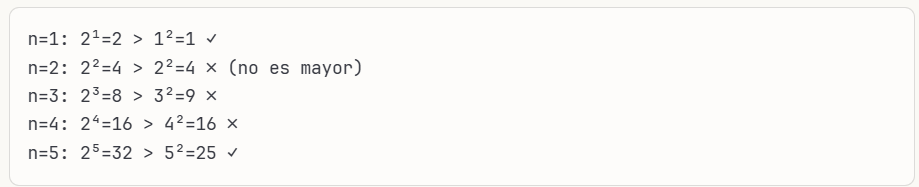 n=1: 2¹=2 > 1²=1 ✓
n=2: 2²=4 > 2²=4 ✗ (no es mayor)
n=3: 2³=8 > 3²=9 ✗
n=4: 2⁴=16 > 4²=16 ✗
n=5: 2⁵=32 > 5²=25 ✓